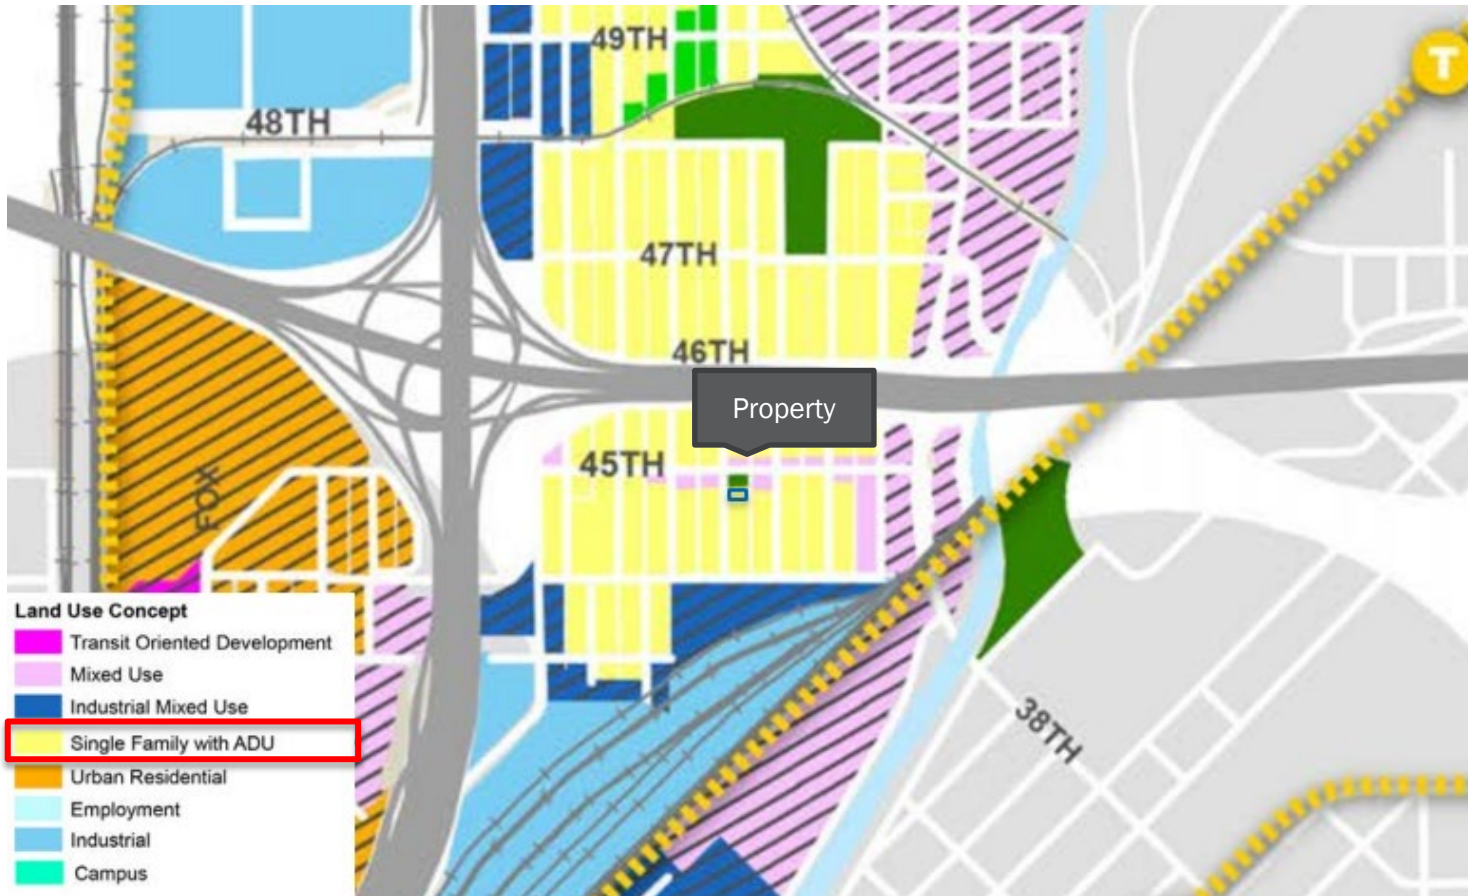 49TH
T
48TH
47TH
46TH
Property
45TH
FOX
38TH
Land Use Concept
Transit Oriented Development
Mixed Use
Industrial Mixed Use
Single Family with ADU
Urban Residential
Employment
Industrial
Campus